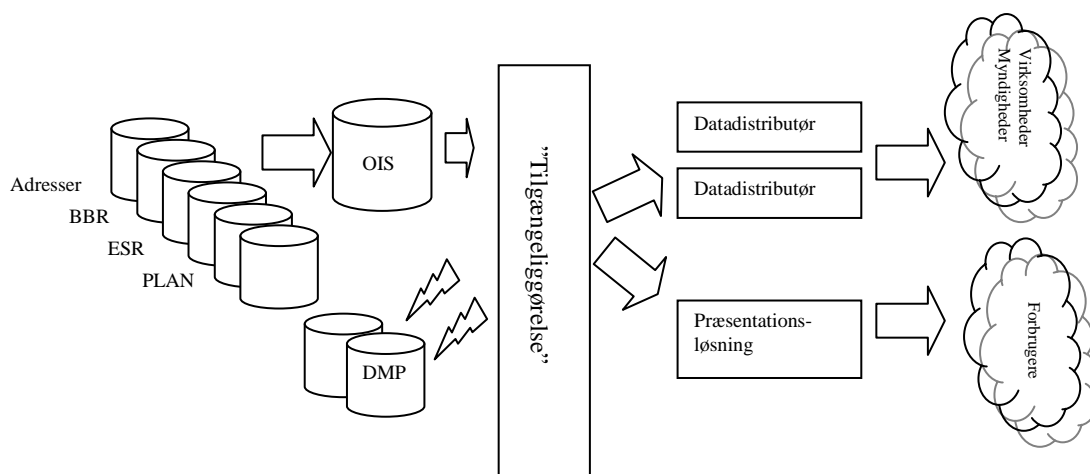 Adresser
BBR
ESR
PLAN
OIS
DMP
”Tilgængeliggørelse”
Datadistributør
Datadistributør
Præsentations-
løsning
Virksomheder
Myndigheder
Forbrugere